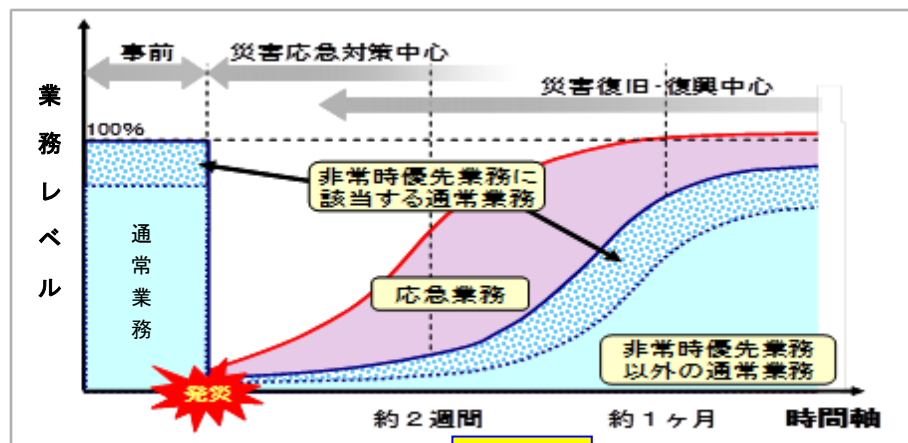 事前
災害応急対策中心
災害復旧・復興中心
業務レベル
100%
非常時優先業務に
該当する通常業務
通常業務
応急業務
非常時優先業務
以外の通常業務
発災
約2週間
約1ヶ月
時間軸